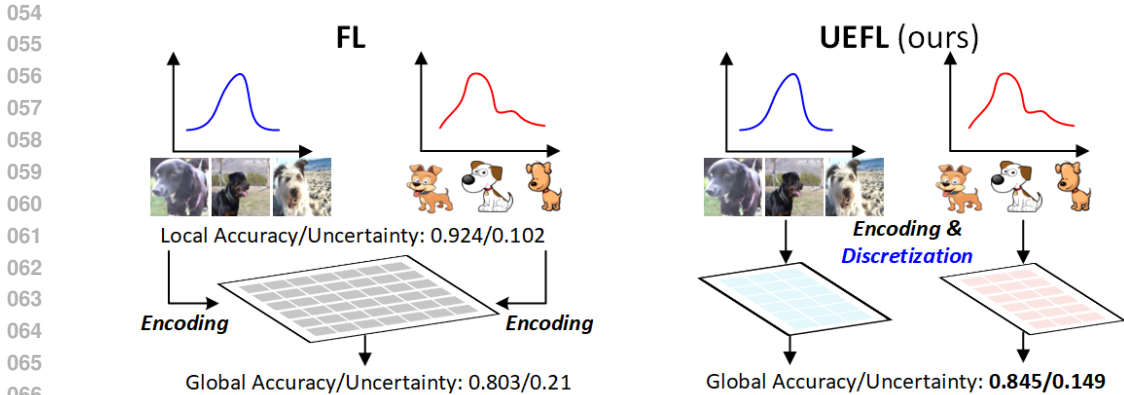 054
055
056
057
058
059
060
061
062
063
064
065
066
FL
Local Accuracy/Uncertainty: 0.924/0.102
Encoding
Encoding
Global Accuracy/Uncertainty: 0.803/0.21
UEFL (ours)
Encoding &
Discretization
Global Accuracy/Uncertainty: 0.845/0.149